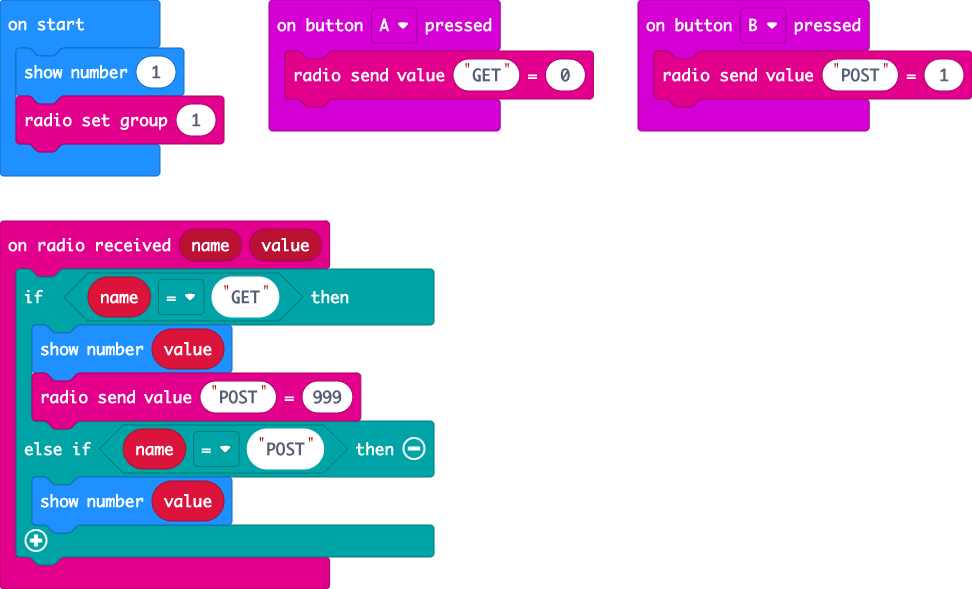 on start
show number 1
radio set group 1
on button A pressed
radio send value "GET" = 0
on button B pressed
radio send value "POST" = 1
on radio received name value
if name = "GET" then
show number value
radio send value "POST" = 999
else if name = "POST" then
show number value